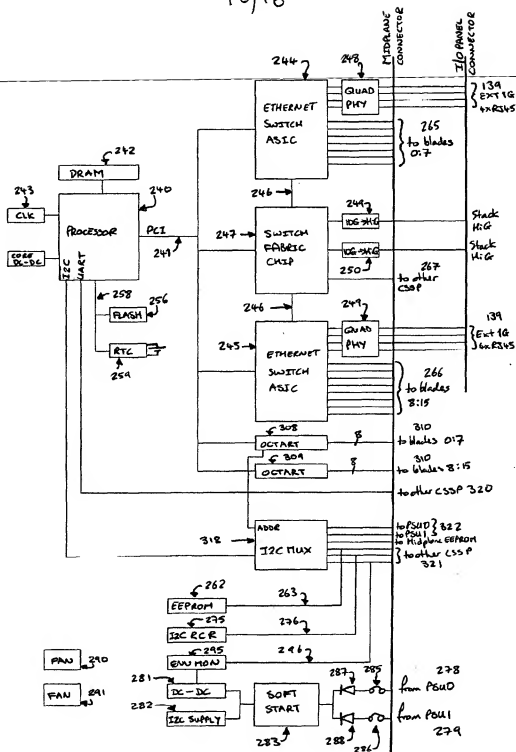 10/18
MIDPLANE CONNECTOR
I/O PANEL CONNECTOR
244
248
ETHERNET SWITCH ASIC
QUAD PHY
139
EXT 1G
4xRJ45
265
to blades 0:7
242
DRAM
243
CLK
240
PROCESSOR
PCI
241
CORE DC-DC
I2C
UART
258
FLASH
256
RTC
259
246
247
SWITCH FABRIC CHIP
249
10G→HiG
Stack HiG
10G→HiG
250
Stack HiG
267
to other CSSP
246
245
ETHERNET SWITCH ASIC
249
QUAD PHY
139
Ext 1G
4xRJ45
266
to blades 8:15
308
OCTART
8
310
to blades 0:7
309
OCTART
8
310
to blades 8:15
to other CSSP 320
318
ADDR
I2C MUX
to PSU0
to PSU1
322
to Midplane EEPROM
to other CSSP
321
262
EEPROM
263
275
I2C RCR
276
295
ENV MON
296
FAN
290
FAN
291
281
DC-DC
282
I2C SUPPLY
SOFT START
283
287
285
278
from PSU0
288
286
from PSU1
279